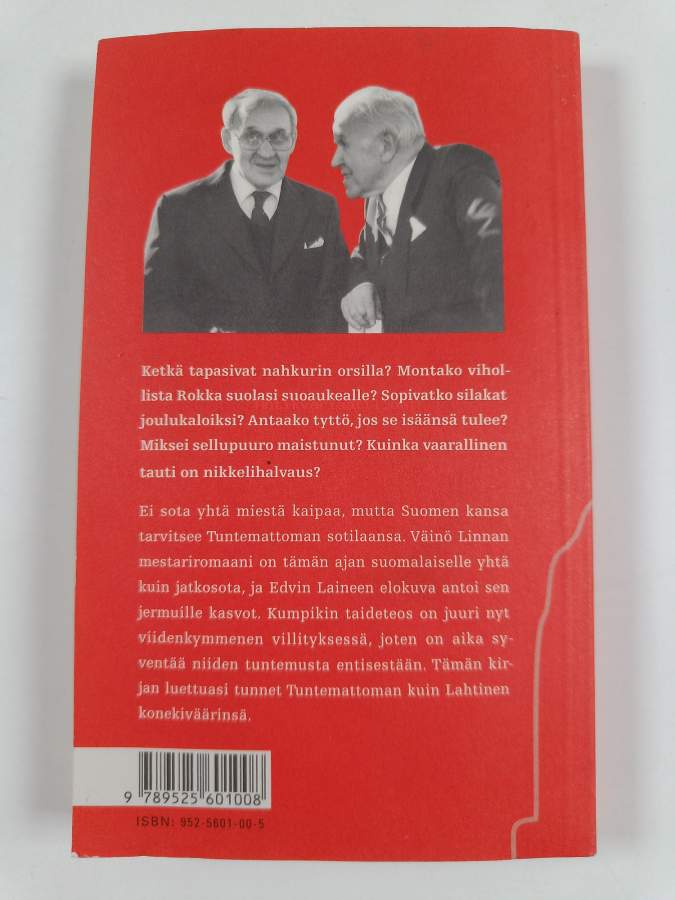 Ketkä tapasivat nahkurin orsilla? Montako vihol-
lista Rokka suolasi suoaukealle? Sopivatko silakat
joulukaloiksi? Antaako tyttö, jos se isäänsä tulee?
Miksei sellupuuro maistunut? Kuinka vaarallinen
tauti on nikkelihalvaus?
Ei sota yhtä miestä kaipaa, mutta Suomen kansa
tarvitsee Tuntemattoman sotilaansa. Väinö Linnan
mestariromaani on tämän ajan suomalaiselle yhtä
kuin jatkosota, ja Edvin Laineen elokuva antoi sen
jermuille kasvot. Kumpikin taideteos on juuri nyt
viidenkymmenen villityksessä, joten on aika sy-
ventää niiden tuntemusta entisestään. Tämän kir-
jan luettuasi tunnet Tuntemattoman kuin Lahtinen
konekiväärinsä.
9 789525 601008
ISBN: 952-5601-00-5